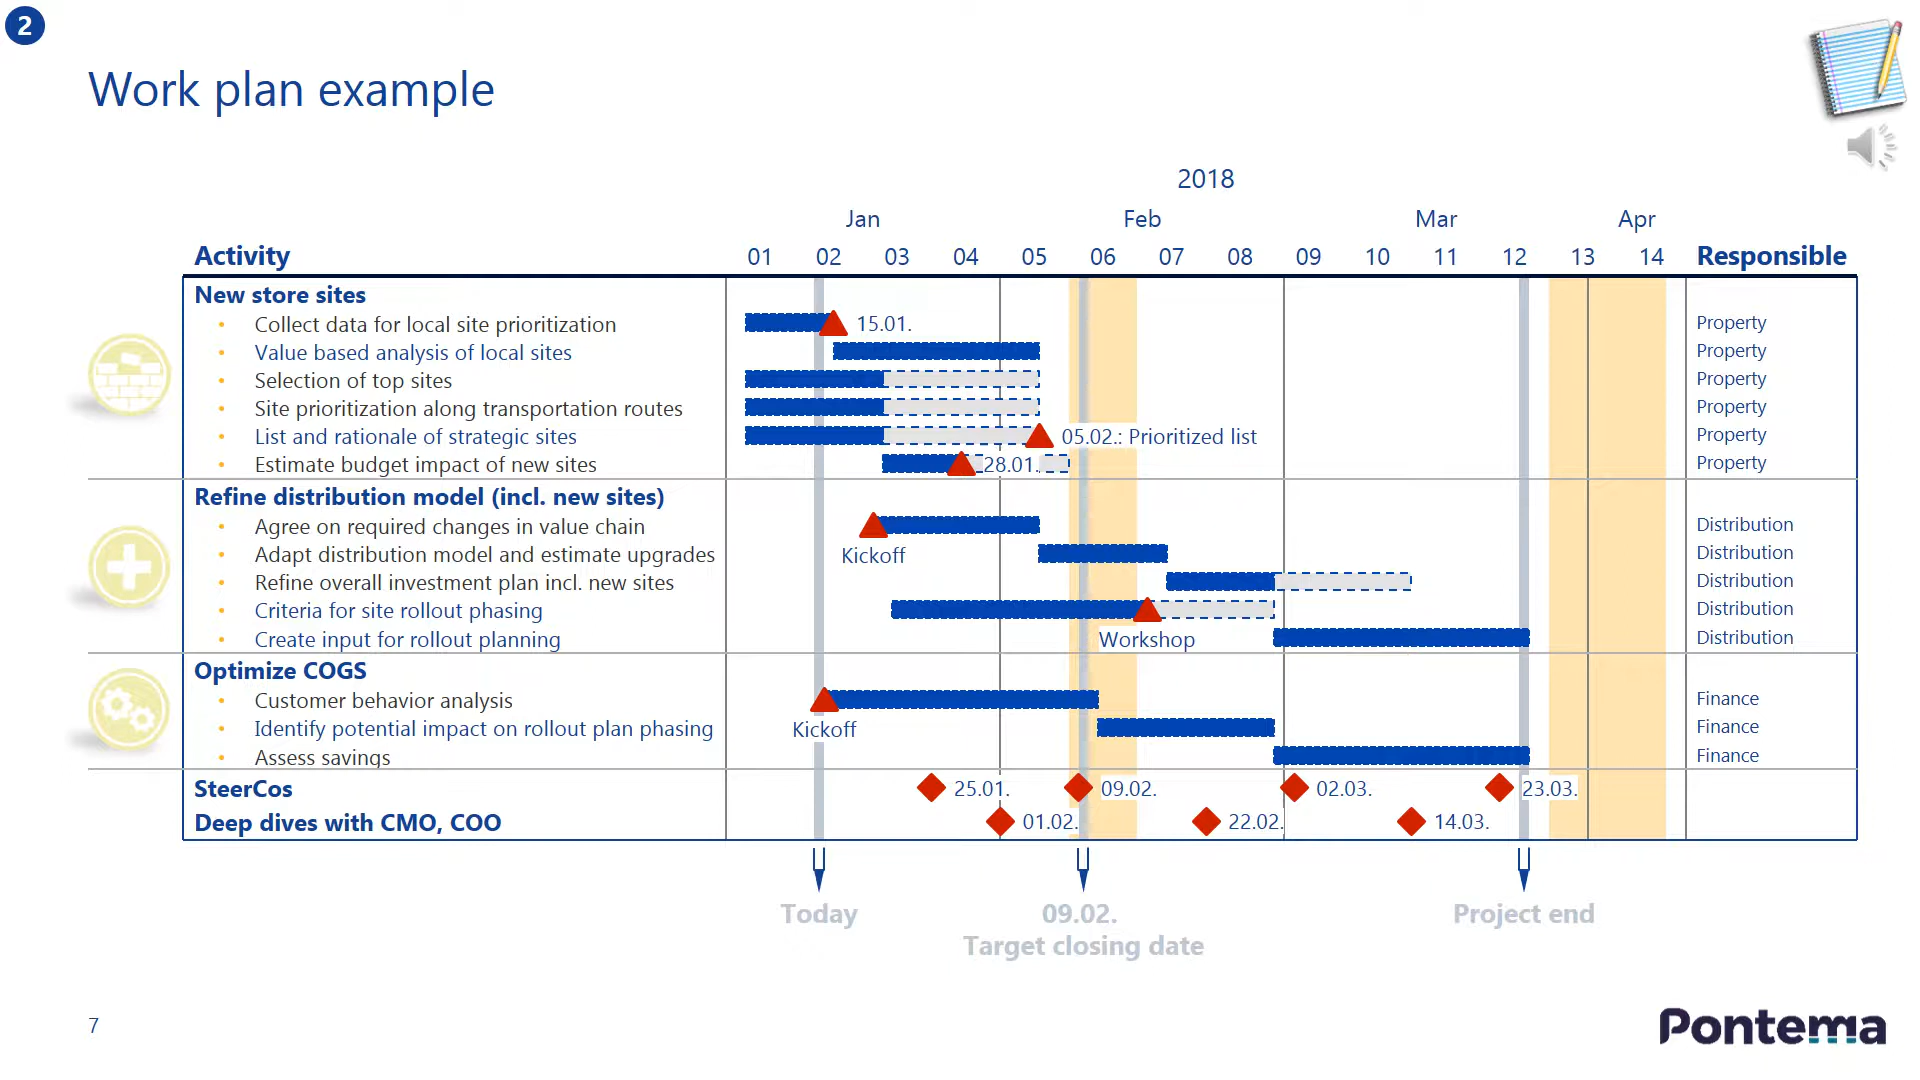 2
Work plan example
2018
Jan Feb Mar Apr
Activity 01 02 03 04 05 06 07 08 09 10 11 12 13 14 Responsible
New store sites
• Collect data for local site prioritization 15.01. Property
• Value based analysis of local sites Property
• Selection of top sites Property
• Site prioritization along transportation routes Property
• List and rationale of strategic sites 05.02.: Prioritized list Property
• Estimate budget impact of new sites 28.01. Property
Refine distribution model (incl. new sites)
• Agree on required changes in value chain Distribution
• Adapt distribution model and estimate upgrades Kickoff Distribution
• Refine overall investment plan incl. new sites Distribution
• Criteria for site rollout phasing Distribution
• Create input for rollout planning Workshop Distribution
Optimize COGS
• Customer behavior analysis Finance
• Identify potential impact on rollout plan phasing Kickoff Finance
• Assess savings Finance
SteerCos 25.01. 09.02. 02.03. 23.03.
Deep dives with CMO, COO 01.02. 22.02. 14.03.
Today 09.02. Project end
Target closing date
7
Pontema